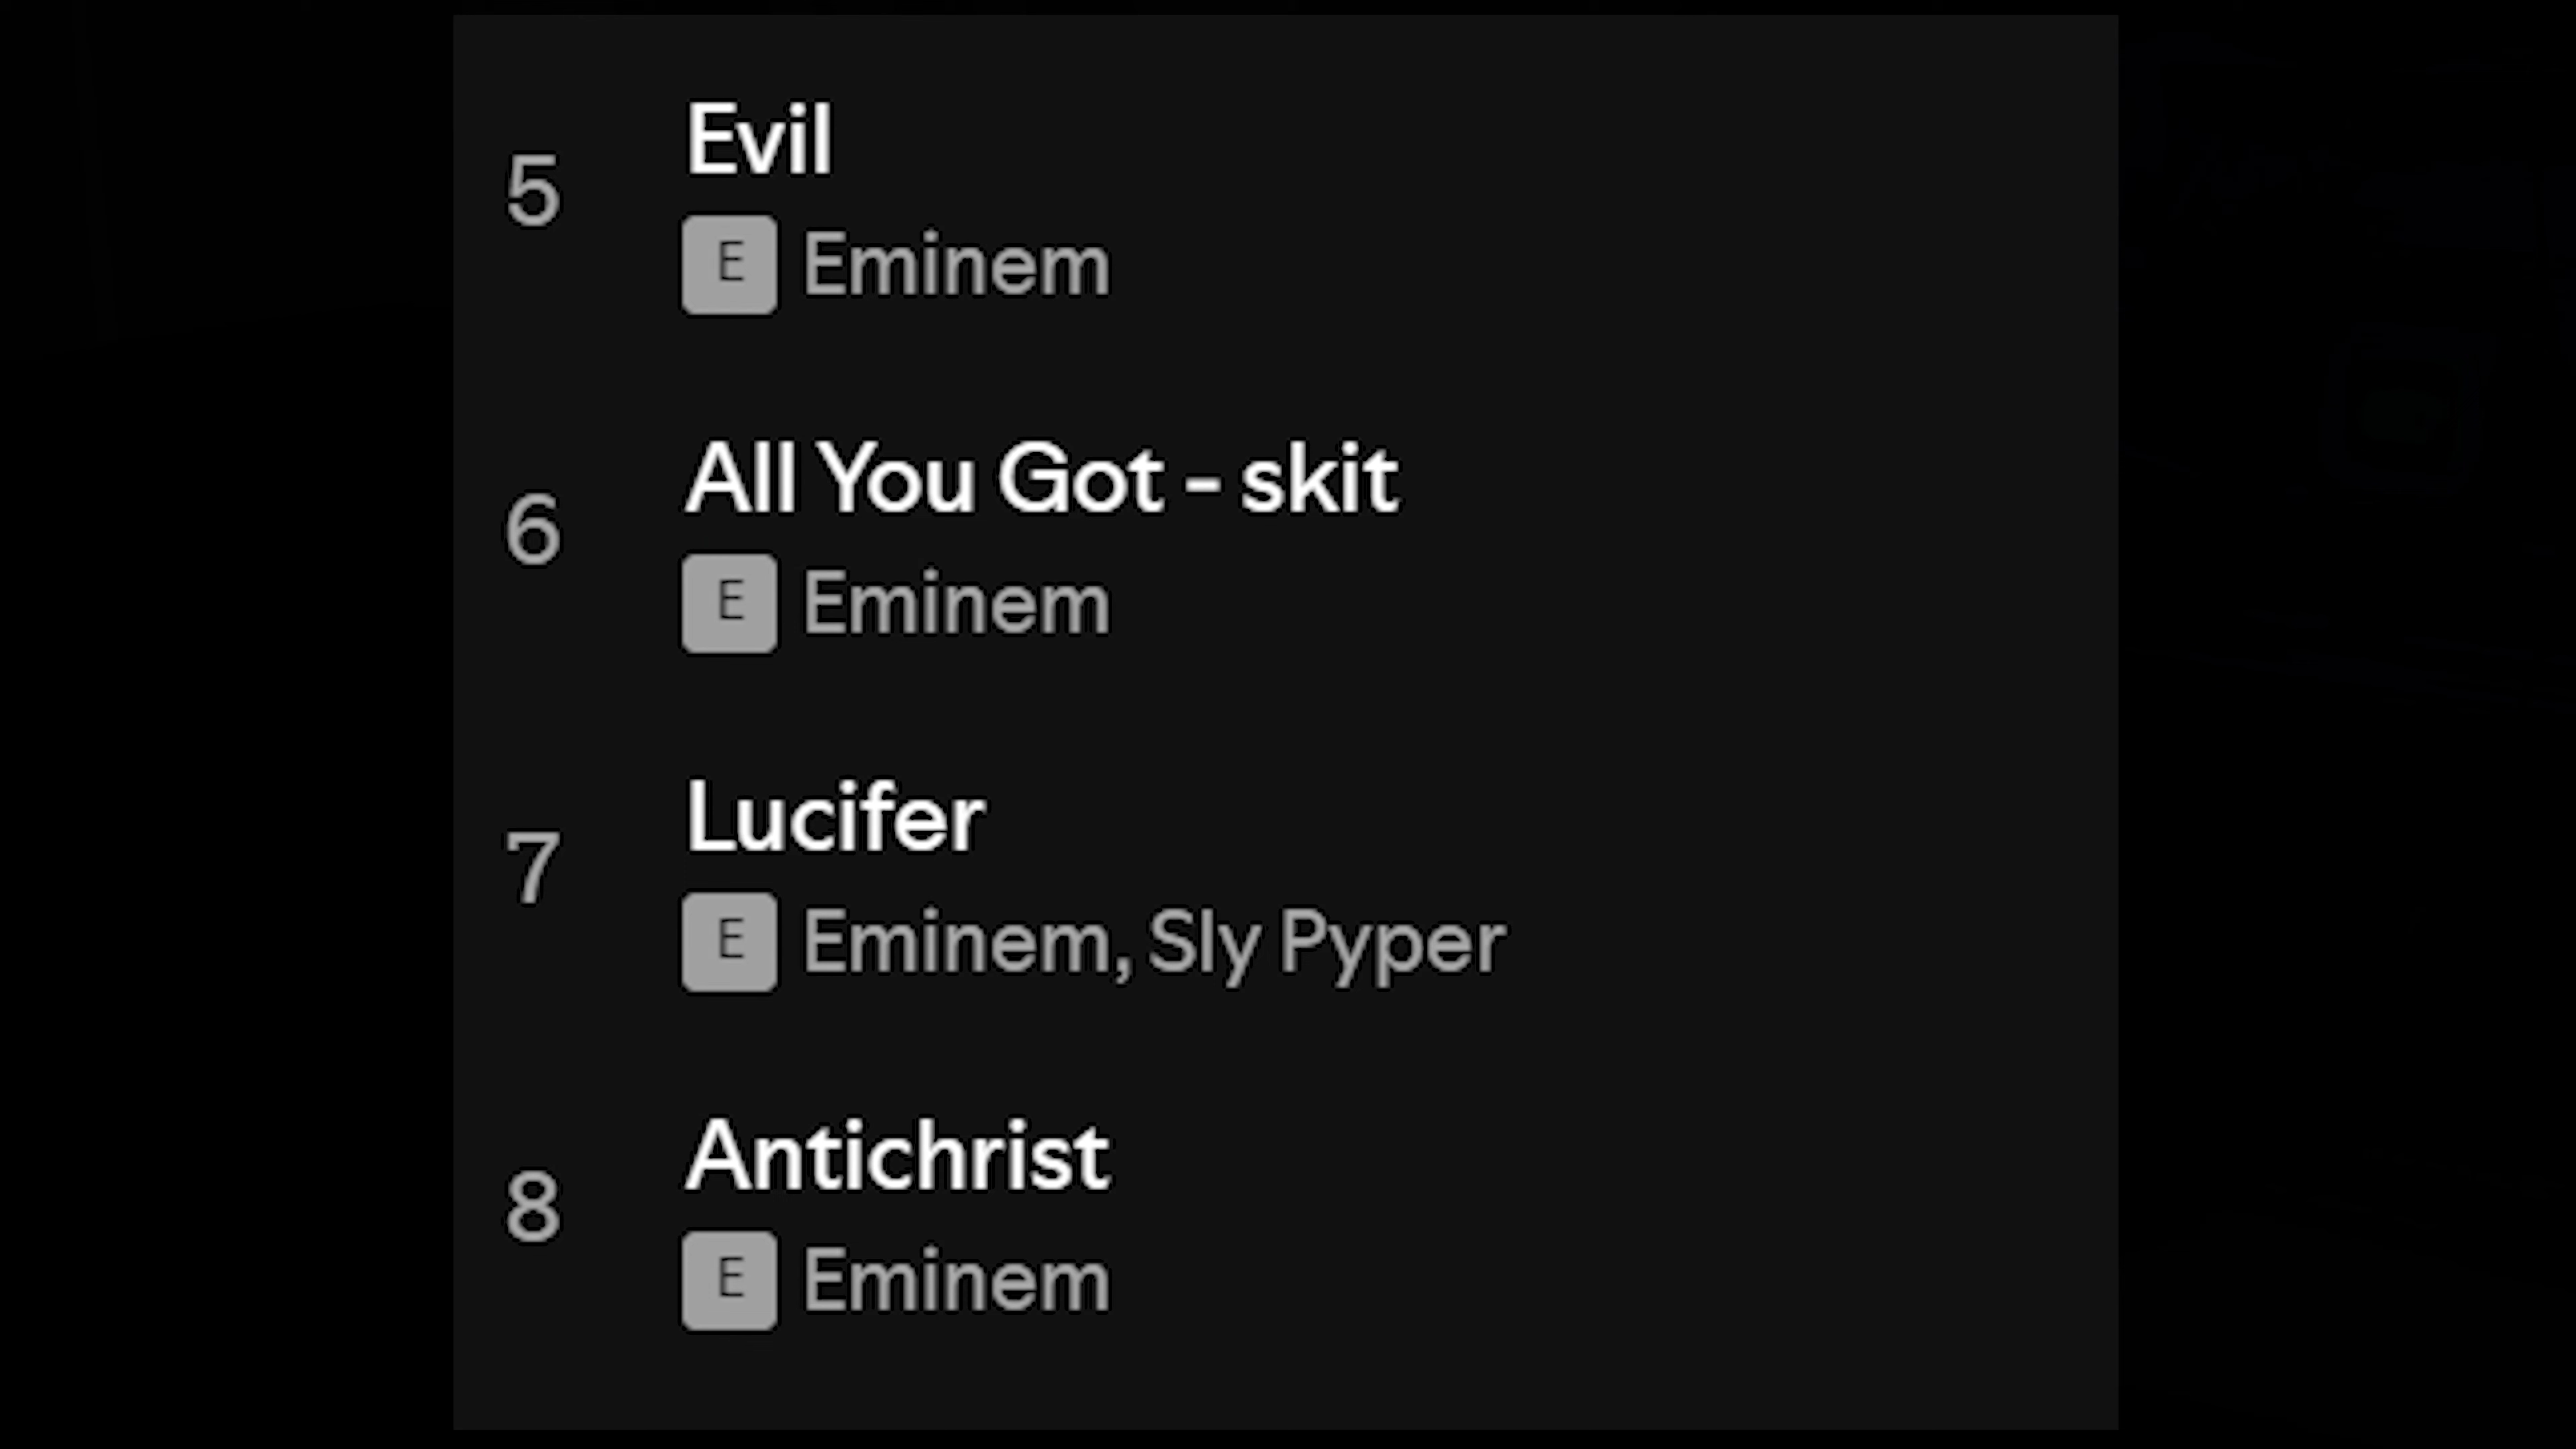 5
Evil
E Eminem
6
All You Got - skit
E Eminem
7
Lucifer
E Eminem, Sly Pyper
8
Antichrist
E Eminem